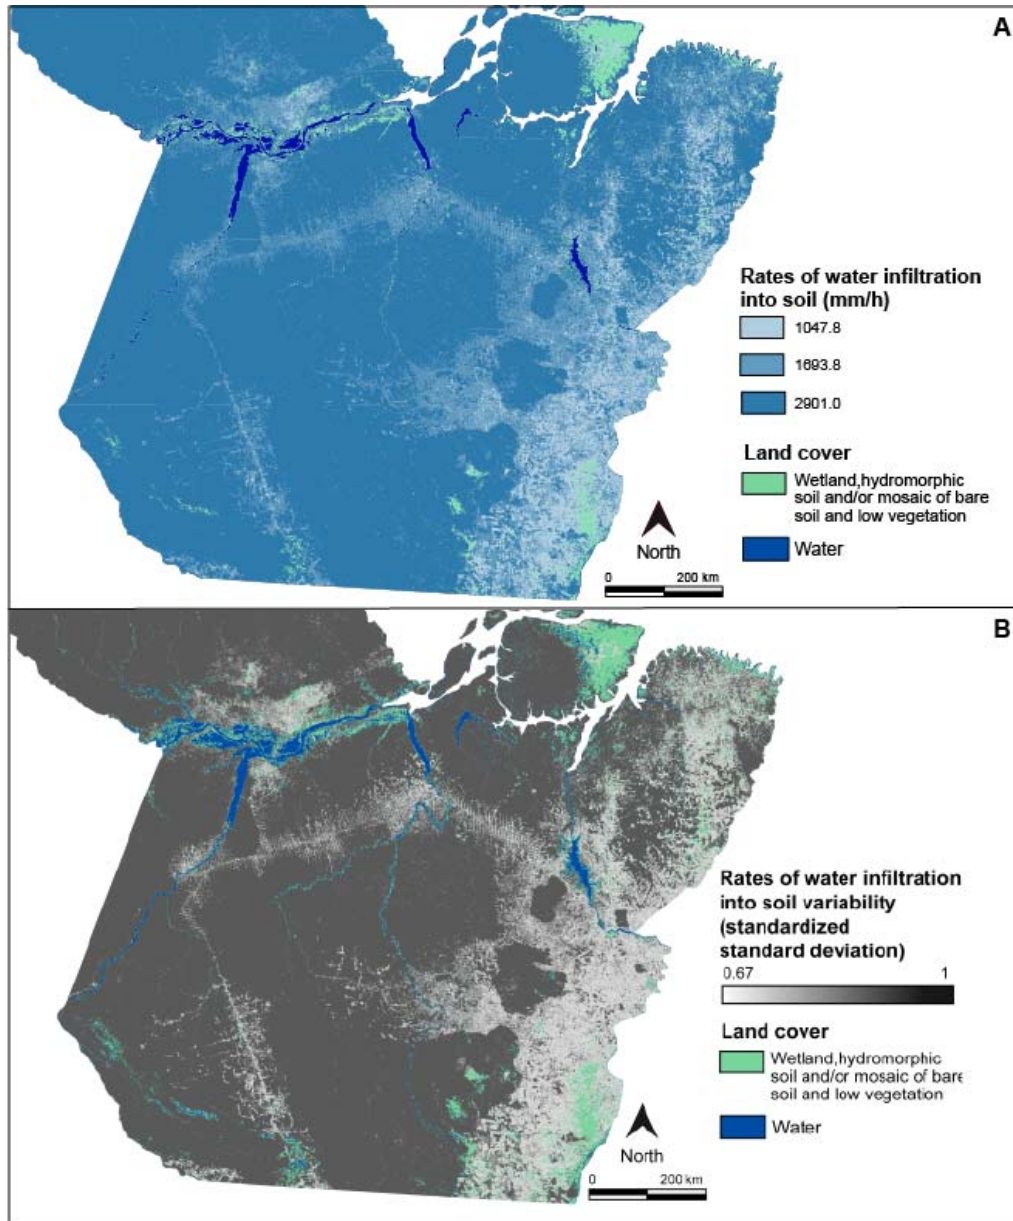 A
Rates of water infiltration
into soil (mm/h)
1047.8
1693.8
2901.0
Land cover
Wetland,hydromorphic
soil and/or mosaic of bare
soil and low vegetation
Water
North
0 200 km
B
Rates of water infiltration
into soil variability
(standardized
standard deviation)
0.67 1
Land cover
Wetland,hydromorphic
soil and/or mosaic of bare
soil and low vegetation
Water
North
0 200 km